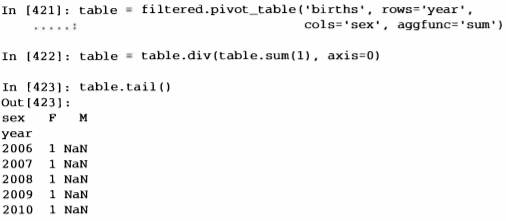 In [421]: table = filtered.pivot_table('births', rows='year',
.....: cols='sex', aggfunc='sum')
In [422]: table = table.div(table.sum(1), axis=0)
In [423]: table.tail()
Out[423]:
sex F M
year
2006 1 NaN
2007 1 NaN
2008 1 NaN
2009 1 NaN
2010 1 NaN